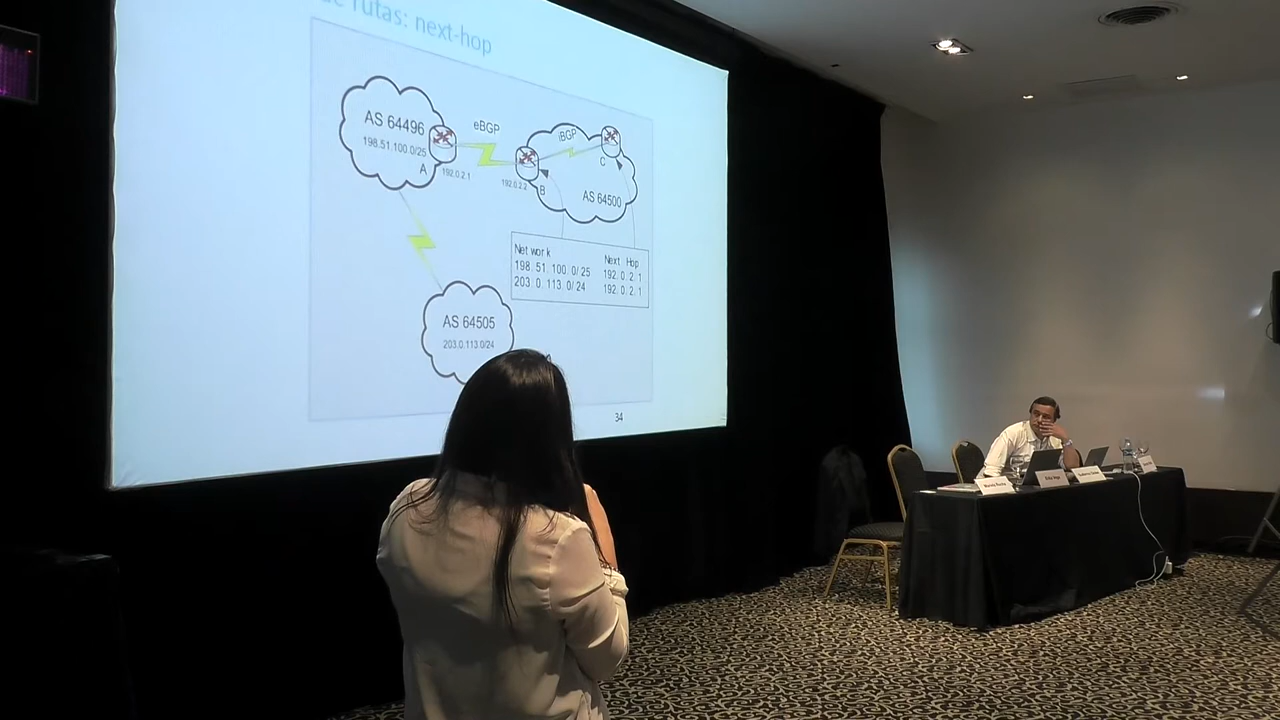 de rutas: next-hop
AS 64496
198.51.100.0/25
A
eBGP
192.0.2.1
192.0.2.2
B
iBGP
C
AS 64500
Network Next Hop
198.51.100.0/25 192.0.2.1
203.0.113.0/24 192.0.2.1
AS 64505
203.0.113.0/24
34